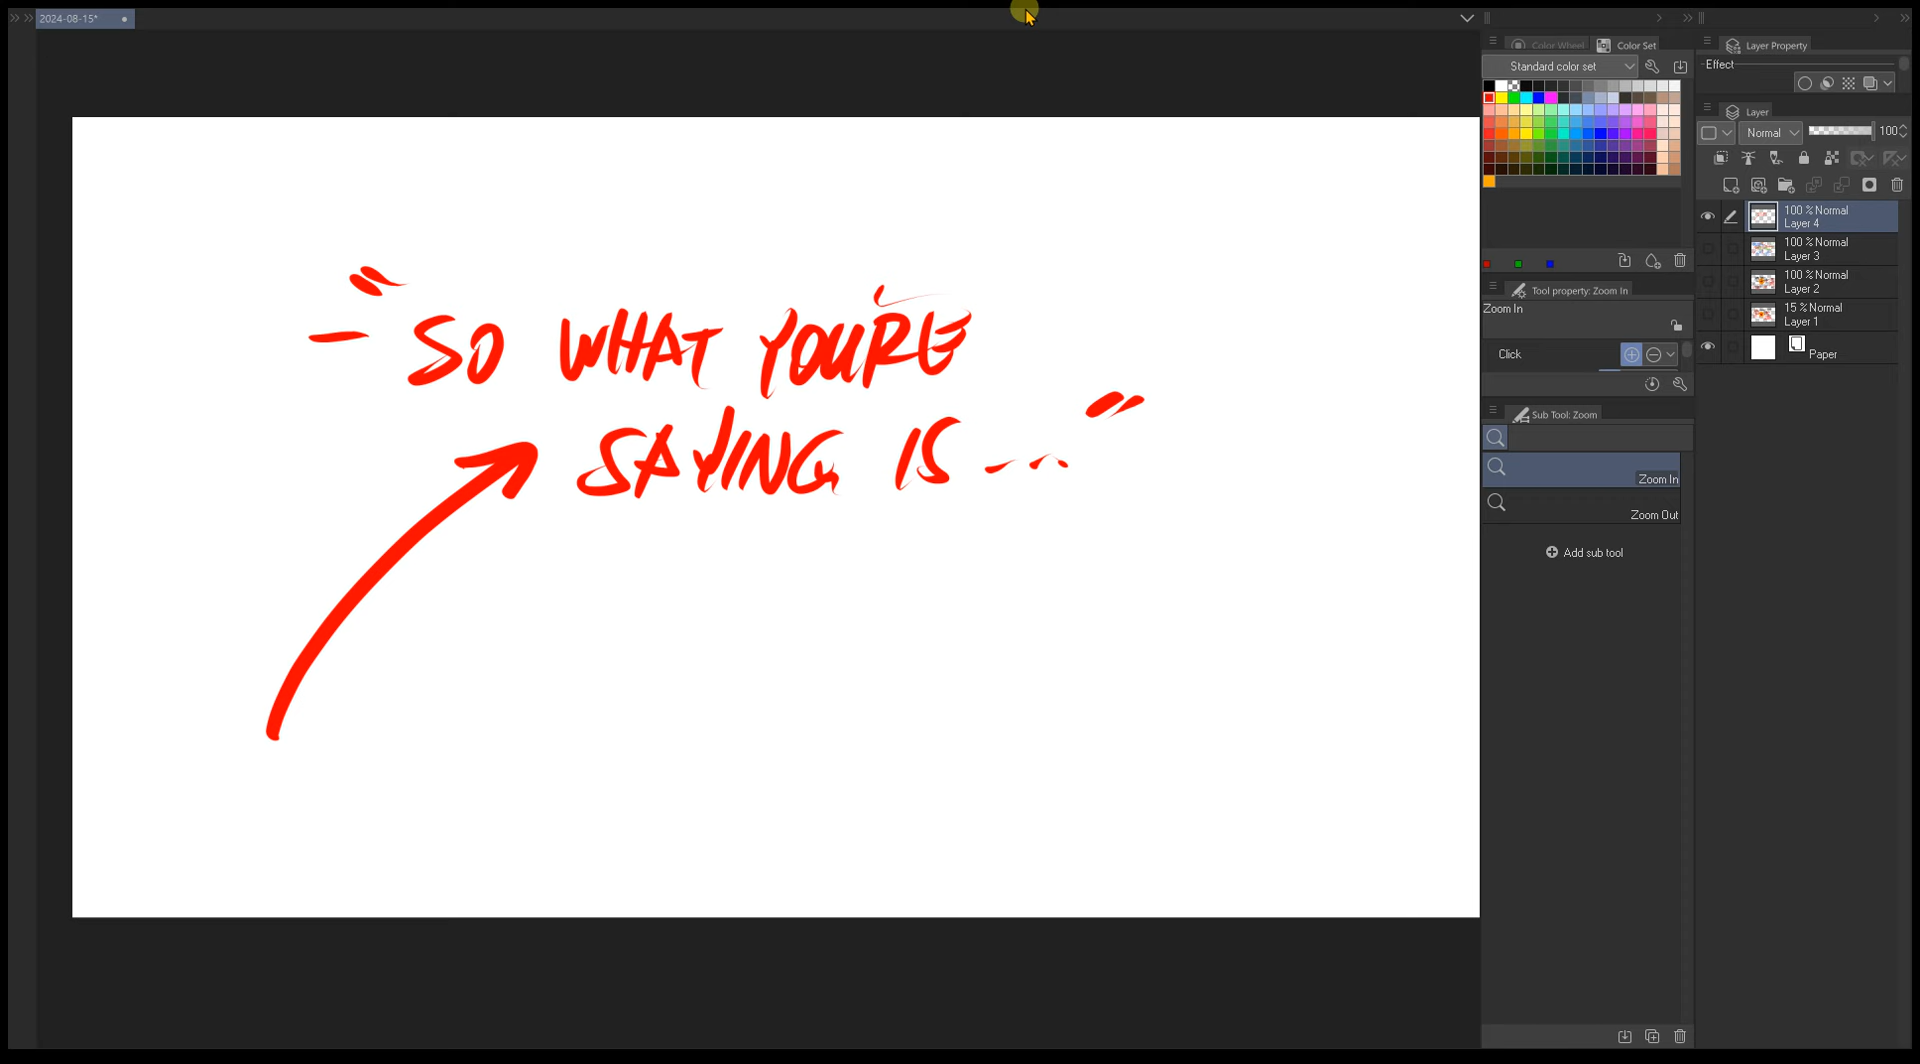 2024-08-15*
Color Wheel
Color Set
Layer Property
Standard color set
Effect
Layer
Normal
100
100 % Normal
Layer 4
100 % Normal
Layer 3
100 % Normal
Layer 2
15 % Normal
Layer 1
Paper
Tool property: Zoom In
Zoom In
Click
Sub Tool: Zoom
Zoom In
Zoom Out
Add sub tool
- "SO WHAT YOU'RE
SAYING IS ..."